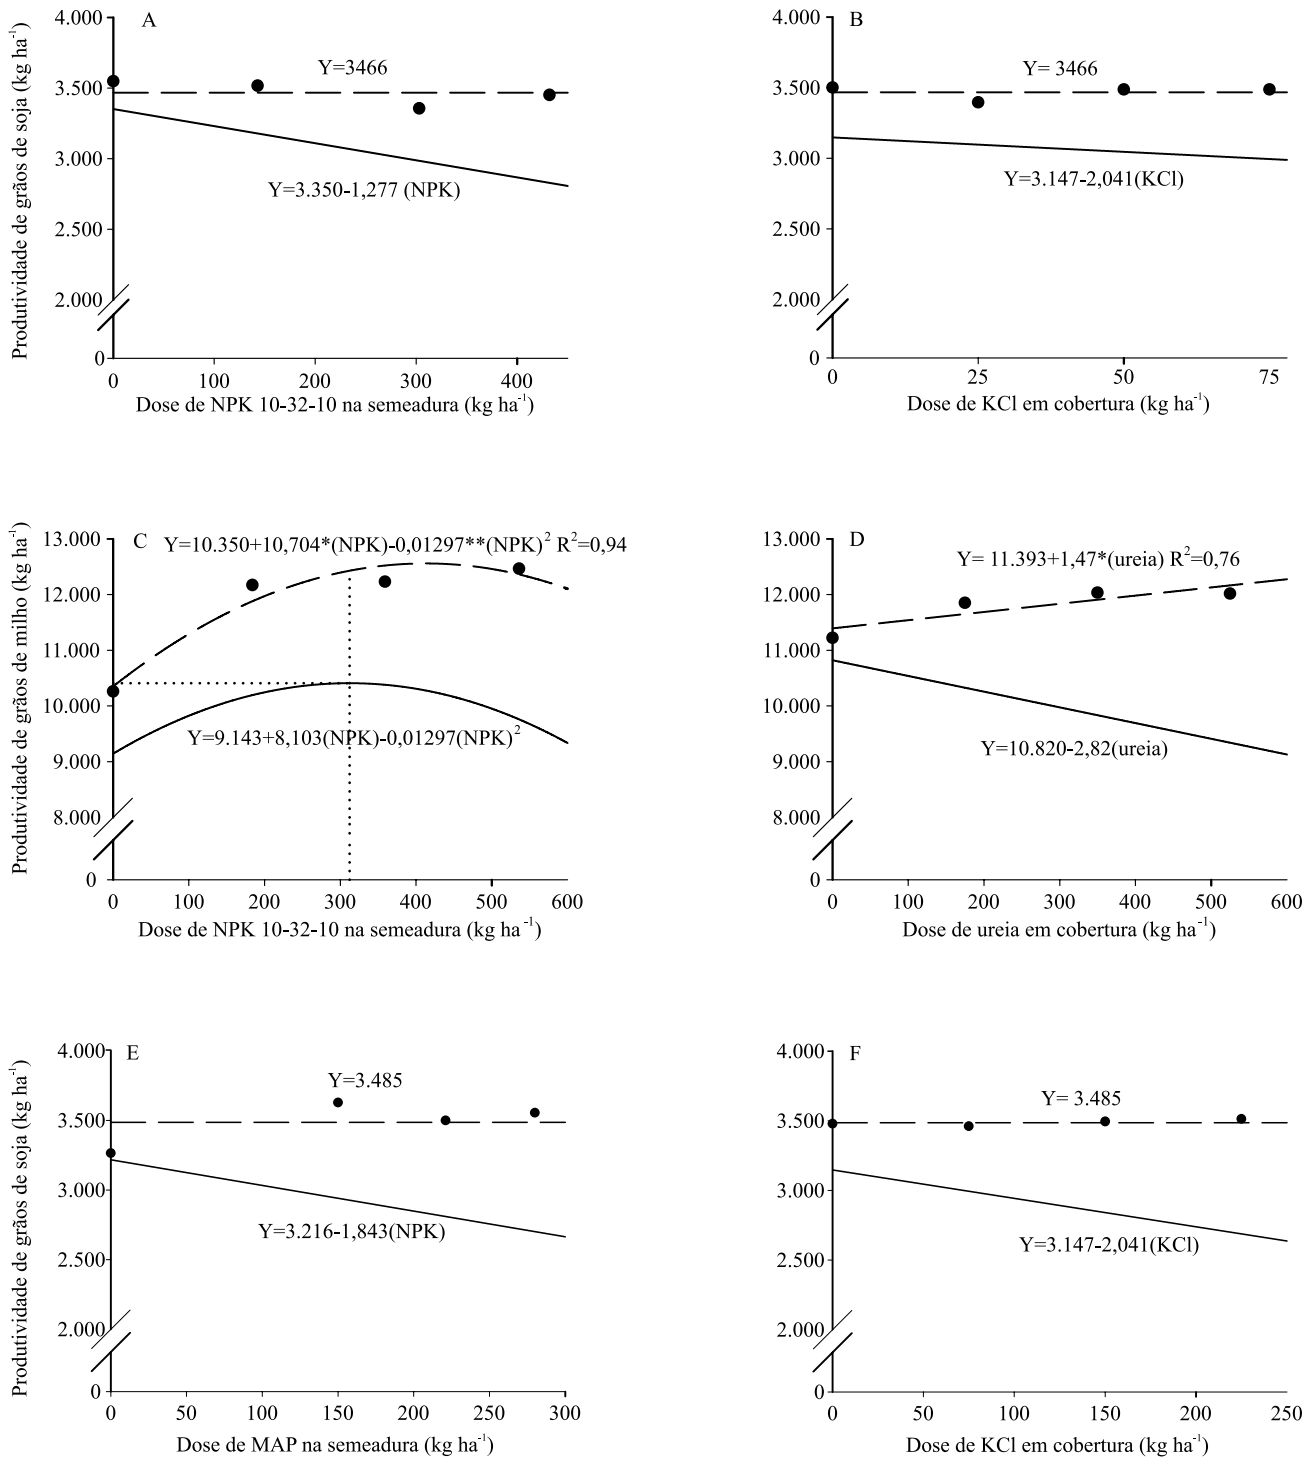 A
Produtividade de grãos de soja (kg ha⁻¹)
4.000
3.500
3.000
2.500
2.000
0
Y=3466
Y=3.350-1,277 (NPK)
0 100 200 300 400
Dose de NPK 10-32-10 na semeadura (kg ha⁻¹)
B
4.000
3.500
3.000
2.500
2.000
0
Y= 3466
Y=3.147-2,041(KCl)
0 25 50 75
Dose de KCl em cobertura (kg ha⁻¹)
C
Produtividade de grãos de milho (kg ha⁻¹)
13.000
12.000
11.000
10.000
9.000
8.000
0
Y=10.350+10,704*(NPK)-0,01297**(NPK)² R²=0,94
Y=9.143+8,103(NPK)-0,01297(NPK)²
0 100 200 300 400 500 600
Dose de NPK 10-32-10 na semeadura (kg ha⁻¹)
D
13.000
12.000
11.000
10.000
9.000
8.000
0
Y= 11.393+1,47*(ureia) R²=0,76
Y=10.820-2,82(ureia)
0 100 200 300 400 500 600
Dose de ureia em cobertura (kg ha⁻¹)
E
Produtividade de grãos de soja (kg ha⁻¹)
4.000
3.500
3.000
2.500
2.000
0
Y=3.485
Y=3.216-1,843(NPK)
0 50 100 150 200 250 300
Dose de MAP na semeadura (kg ha⁻¹)
F
4.000
3.500
3.000
2.500
2.000
0
Y= 3.485
Y=3.147-2,041(KCl)
0 50 100 150 200 250
Dose de KCl em cobertura (kg ha⁻¹)